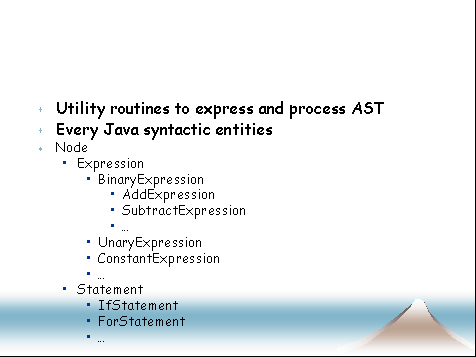 Utility routines to express and process AST
Every Java syntactic entities
Node
Expression
BinaryExpression
AddExpression
SubtractExpression
…
UnaryExpression
ConstantExpression
…
Statement
IfStatement
ForStatement
…